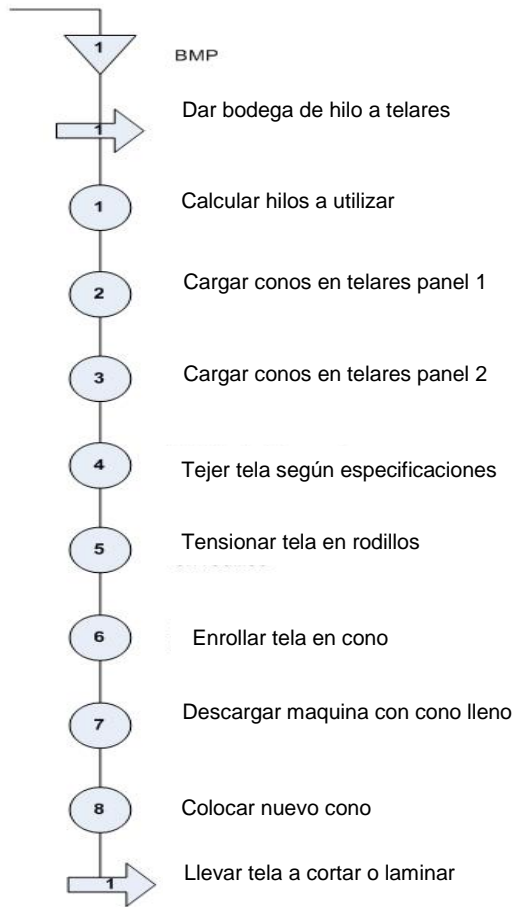 1 BMP
1 Dar bodega de hilo a telares
1 Calcular hilos a utilizar
2 Cargar conos en telares panel 1
3 Cargar conos en telares panel 2
4 Tejer tela según especificaciones
5 Tensionar tela en rodillos
6 Enrollar tela en cono
7 Descargar maquina con cono lleno
8 Colocar nuevo cono
1 Llevar tela a cortar o laminar